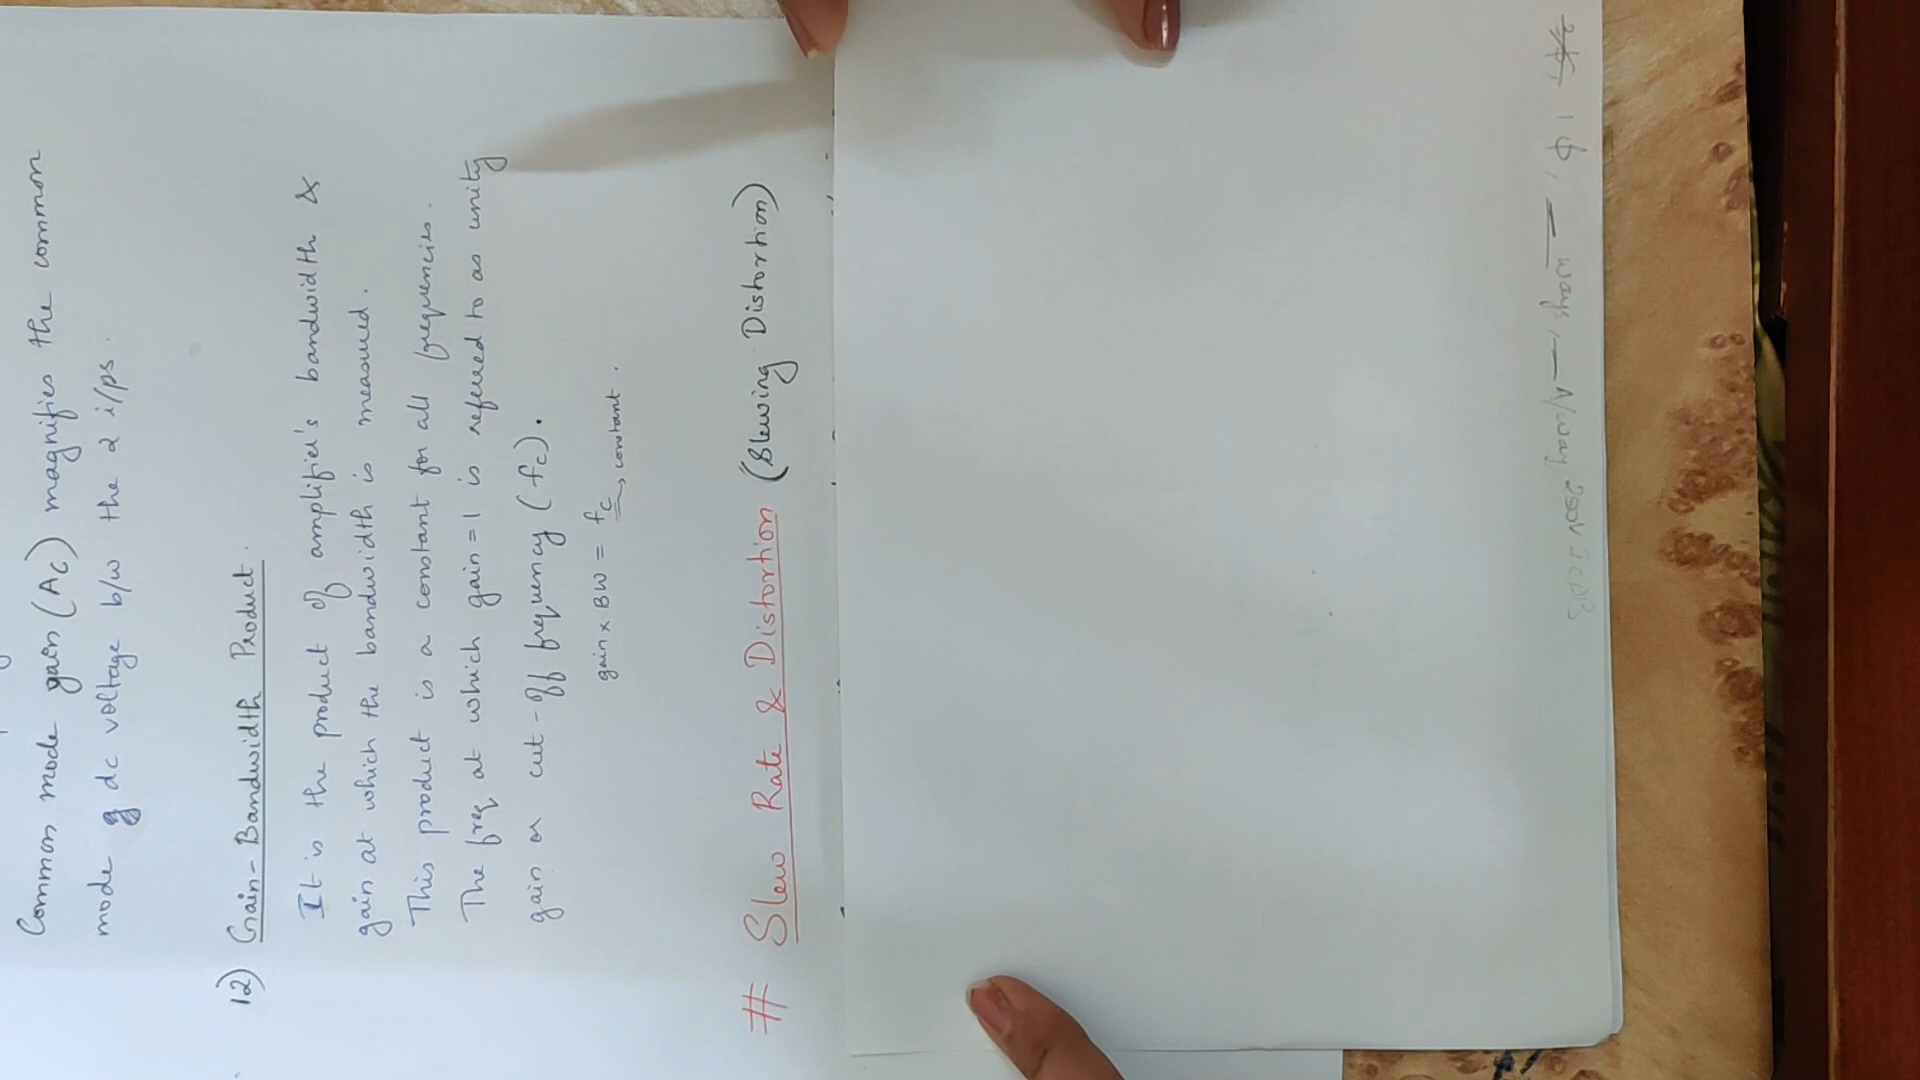 Common mode gain (Ac) magnifies the common
mode g dc voltage b/w the 2 i/ps.
12) Gain-Bandwidth Product.
It is the product of amplifier's bandwidth &
gain at which the bandwidth is measured.
This product is a constant for all frequencies.
The freq at which gain = 1 is refered to as unity
gain or cut-off frequency (fc).
gain x BW = fc → constant.
# Slew Rate & Distortion (Slewing Distortion)